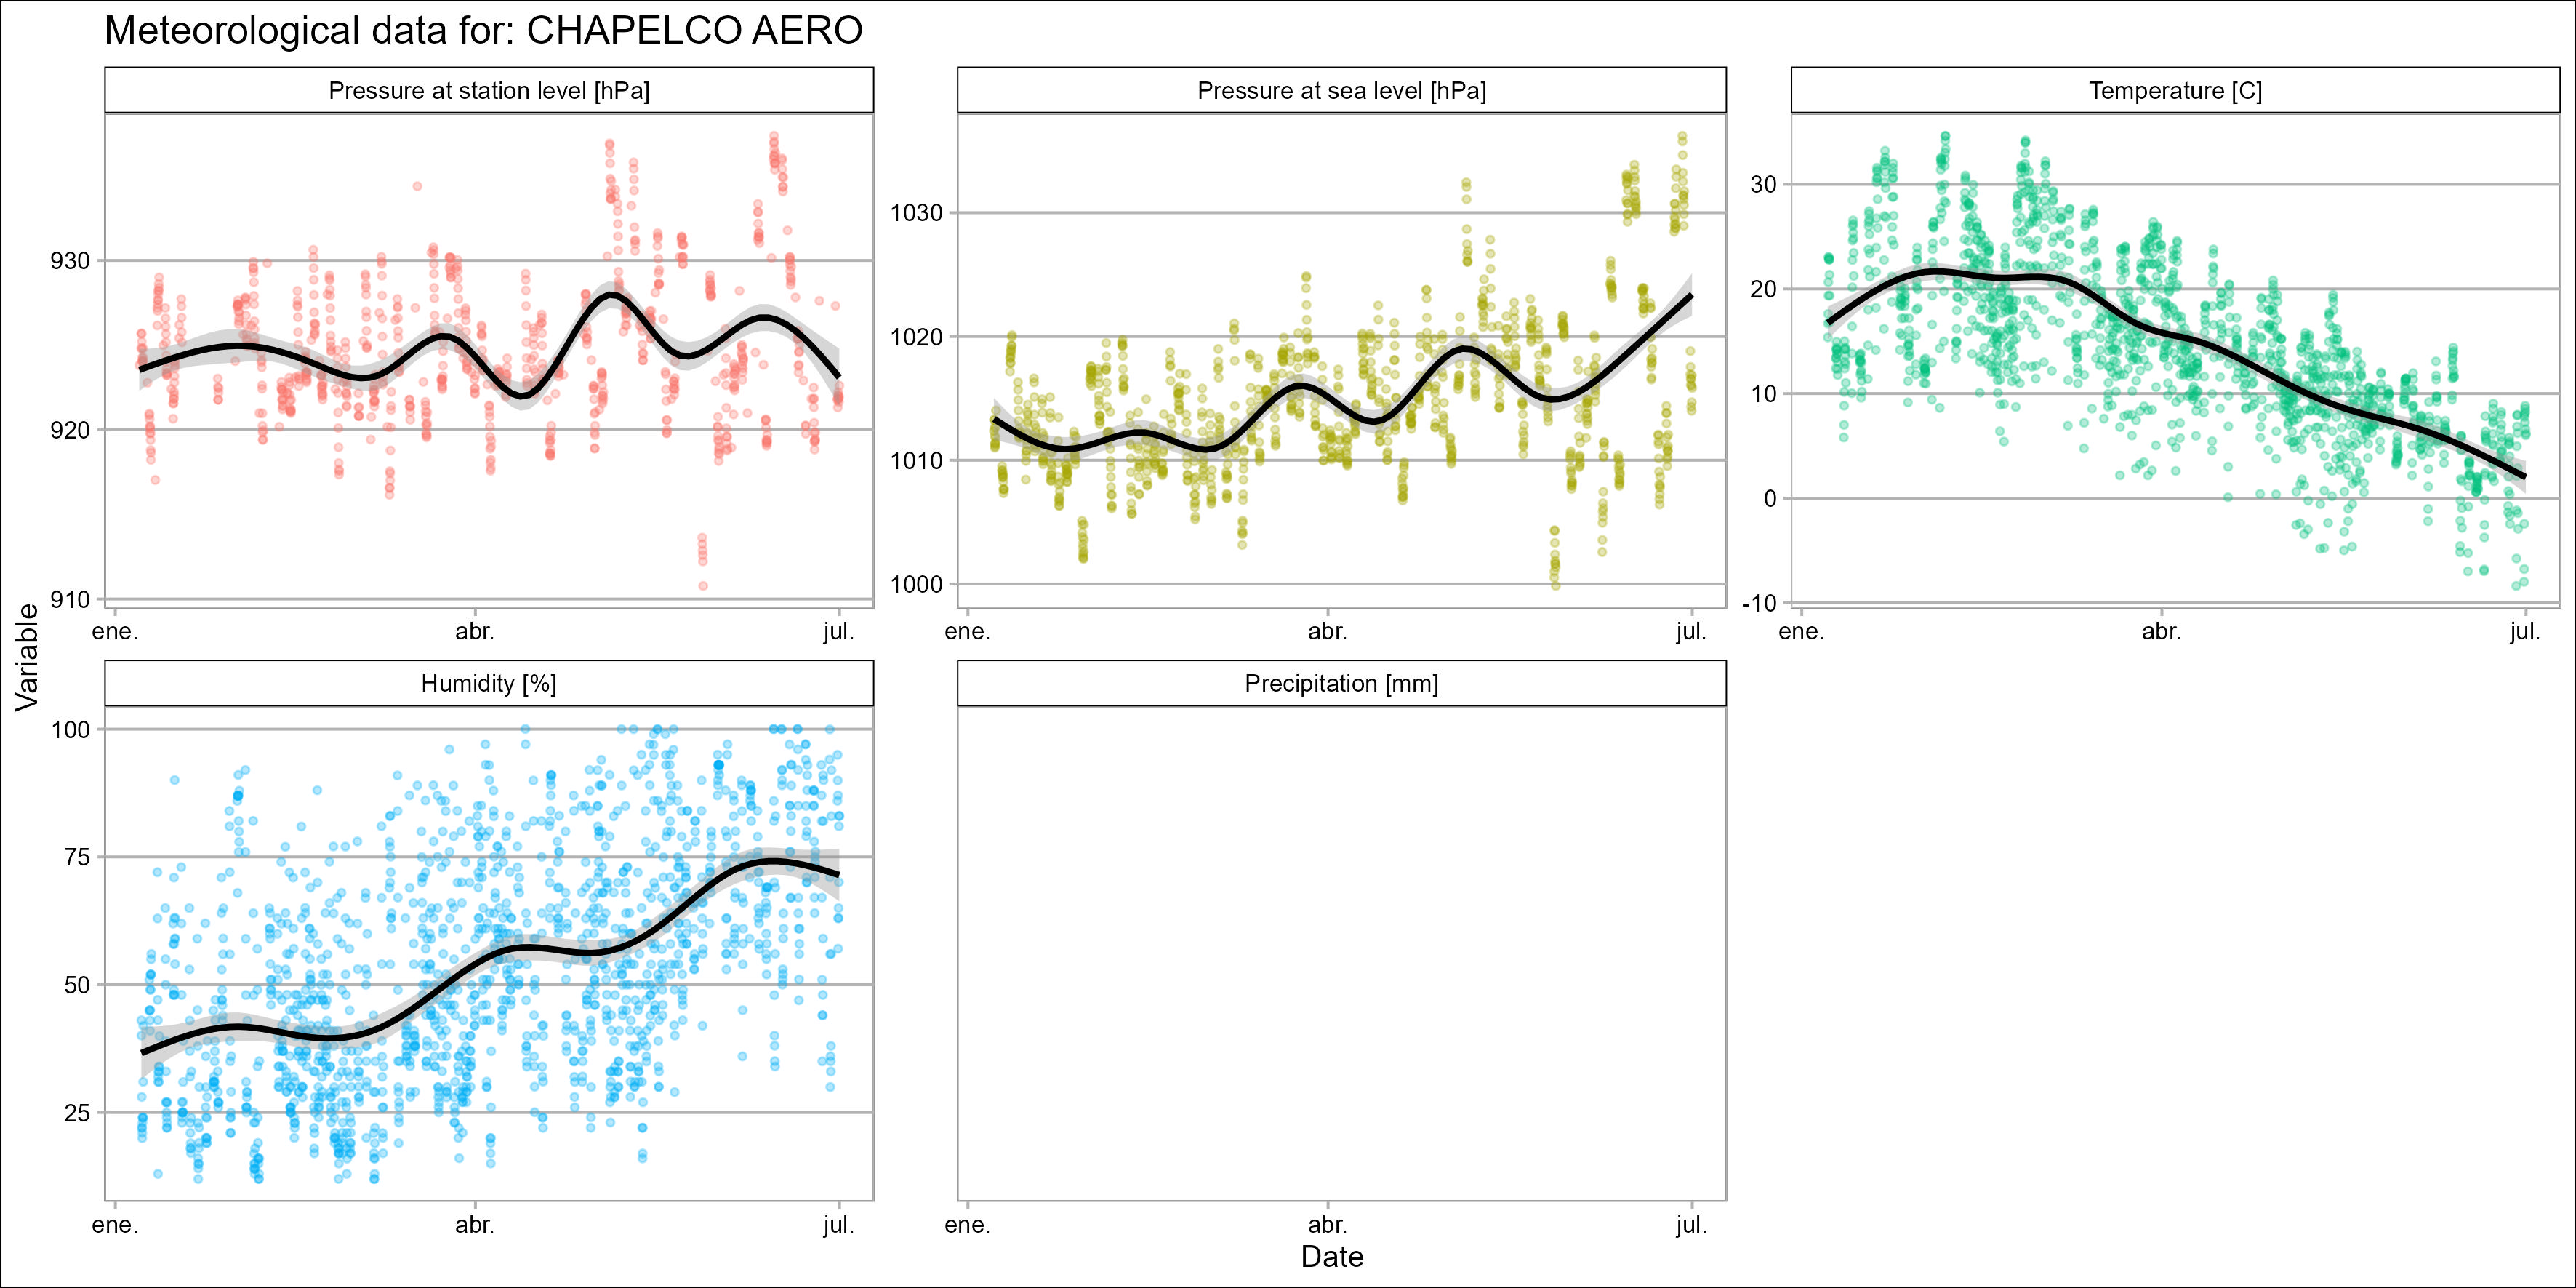 Meteorological data for: CHAPELCO AERO
Pressure at station level [hPa]
Pressure at sea level [hPa]
Temperature [C]
930
920
910
1030
1020
1010
1000
30
20
10
0
-10
ene.
abr.
jul.
ene.
abr.
jul.
ene.
abr.
jul.
Variable
Humidity [%]
Precipitation [mm]
100
75
50
25
ene.
abr.
jul.
ene.
abr.
jul.
Date